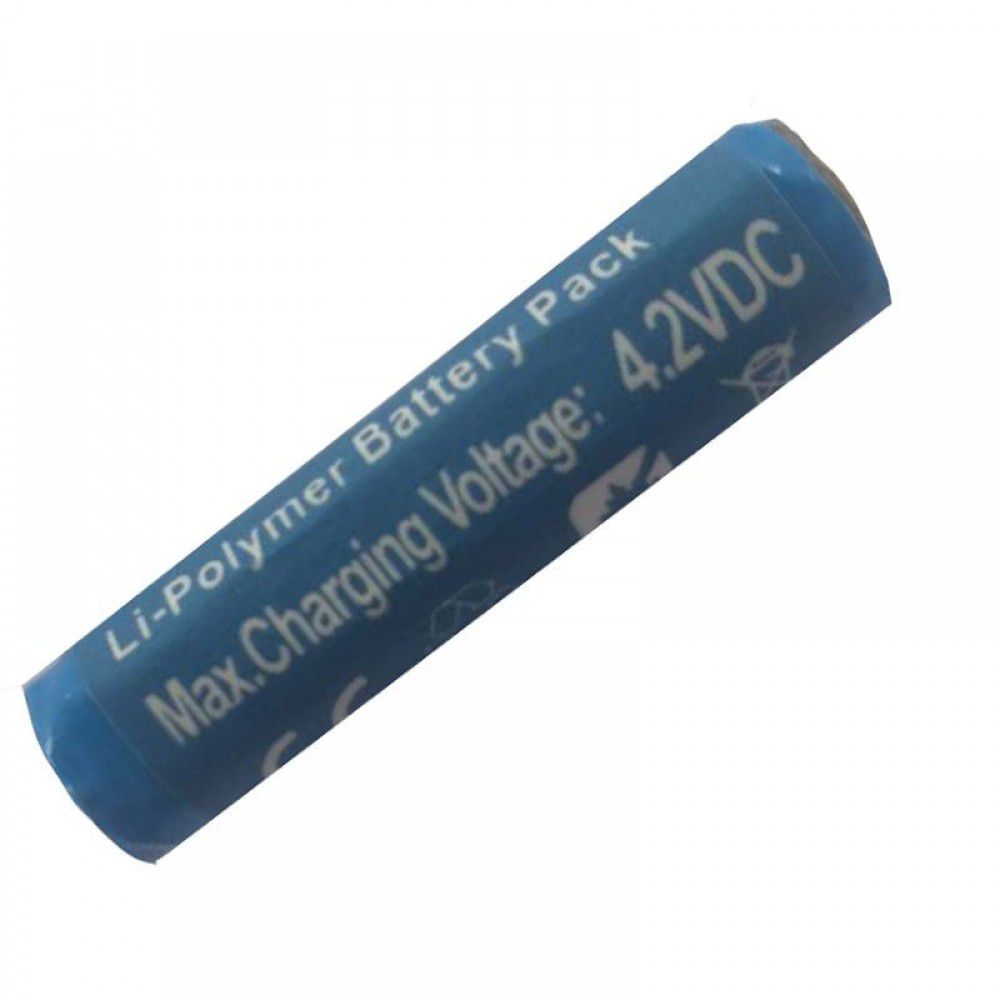 Li-Polymer Battery Pack
Max.Charging Voltage: 4.2VDC